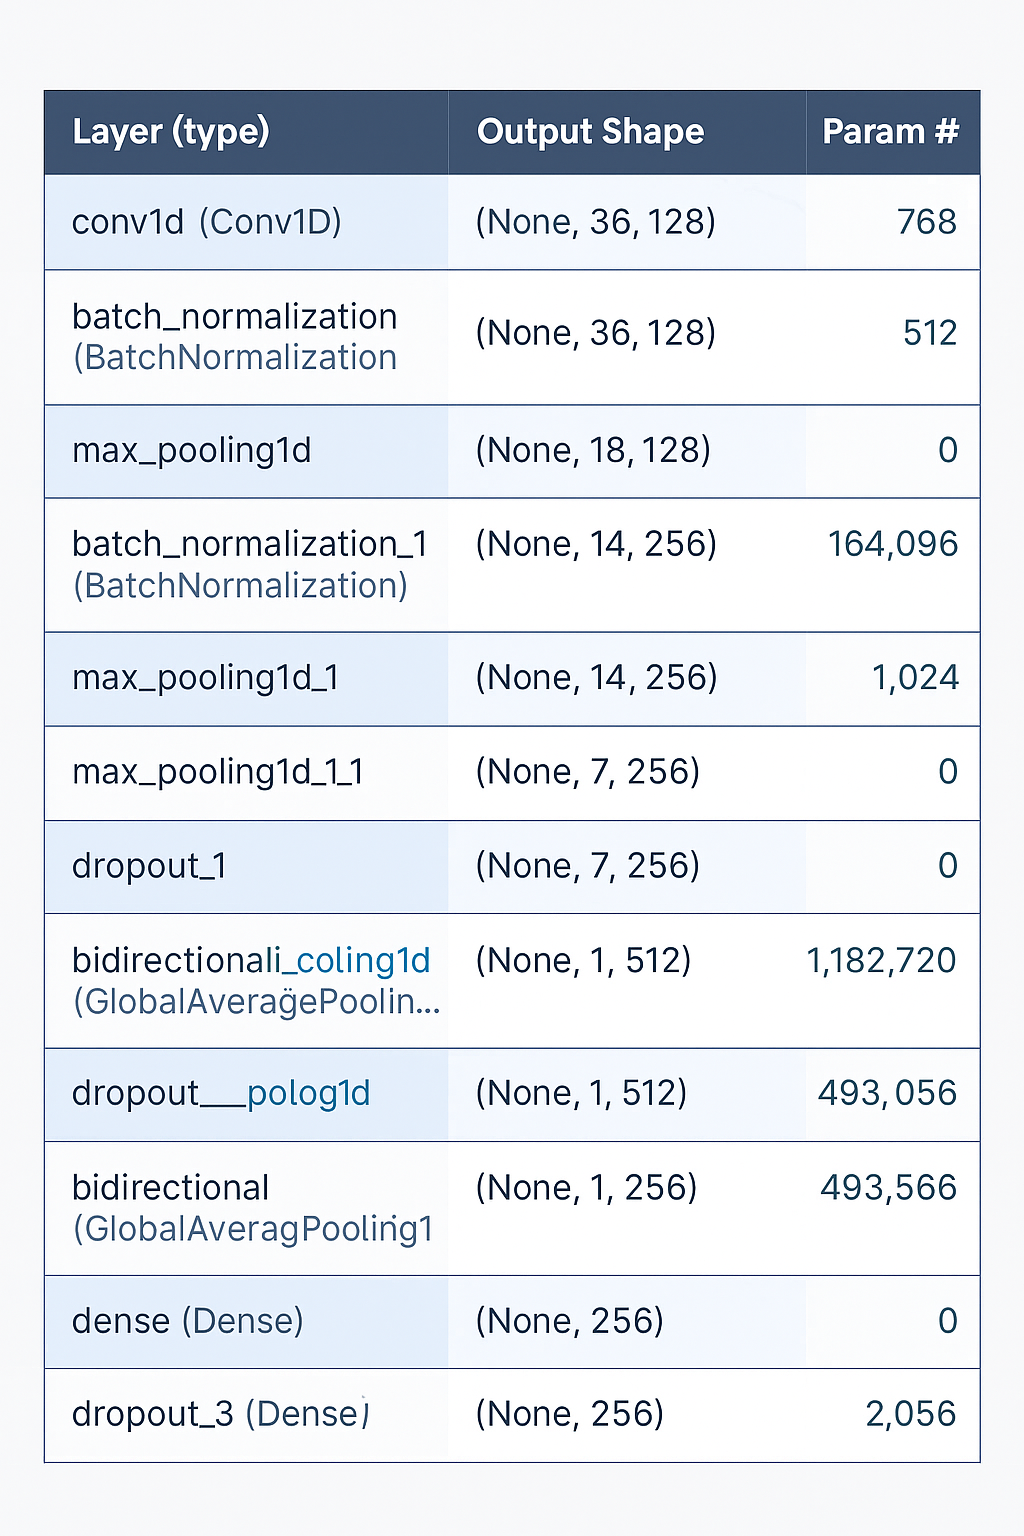 Layer (type) Output Shape Param #
conv1d (Conv1D) (None, 36, 128) 768
batch_normalization
(BatchNormalization (None, 36, 128) 512
max_pooling1d (None, 18, 128) 0
batch_normalization_1 (None, 14, 256) 164,096
(BatchNormalization)
max_pooling1d_1 (None, 14, 256) 1,024
max_pooling1d_1_1 (None, 7, 256) 0
dropout_1 (None, 7, 256) 0
bidirectionali_coling1d (None, 1, 512) 1,182,720
(GlobalAverag̈ePoolin...
dropout___polog1d (None, 1, 512) 493,056
bidirectional (None, 1, 256) 493,566
(GlobalAveragPooling1
dense (Dense) (None, 256) 0
dropout_3 (Dense) (None, 256) 2,056